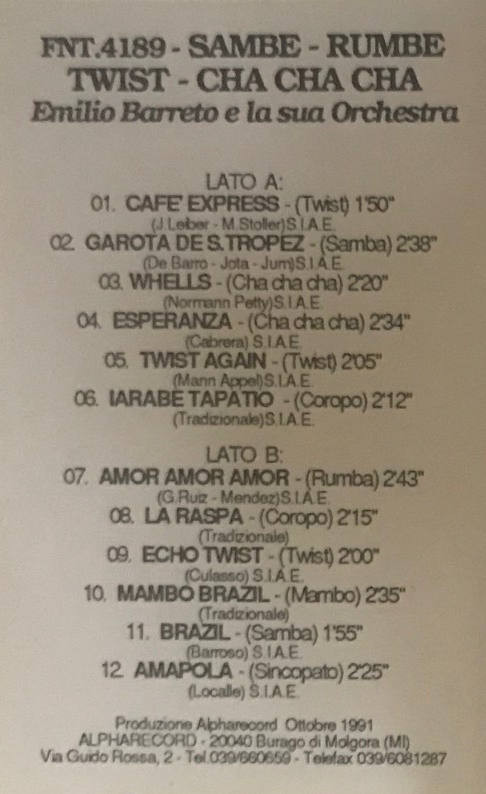 FNT.4189 - SAMBE - RUMBE
TWIST - CHA CHA CHA
Emilio Barreto e la sua Orchestra
LATO A:
01. CAFE' EXPRESS - (Twist) 1'50"
(J. Leiber - M. Stoller) S.I.A.E.
02. GAROTA DE S. TROPEZ - (Samba) 2'38"
(De Barro - Jota - Jum) S.I.A.E.
03. WHELLS - (Cha cha cha) 2'20"
(Normann Petty) S.I.A.E.
04. ESPERANZA - (Cha cha cha) 2'34"
(Cabrera) S.I.A.E.
05. TWIST AGAIN - (Twist) 2'05"
(Mann Appel) S.I.A.E.
06. IARABE TAPATIO - (Coropo) 2'12"
(Tradizionale) S.I.A.E.
LATO B:
07. AMOR AMOR AMOR - (Rumba) 2'43"
(G. Ruiz - Mendez) S.I.A.E.
08. LA RASPA - (Coropo) 2'15"
(Tradizionale)
09. ECHO TWIST - (Twist) 2'00"
(Culasso) S.I.A.E.
10. MAMBO BRAZIL - (Mambo) 2'35"
(Tradizionale)
11. BRAZIL - (Samba) 1'55"
(Barroso) S.I.A.E.
12. AMAPOLA - (Sincopato) 2'25"
(Localle) S.I.A.E.
Produzione Alpharecord Ottobre 1991
ALPHARECORD - 20040 Burago di Molgora (MI)
Via Guido Rossa, 2 - Tel. 039/660659 - Telefax 039/6081287